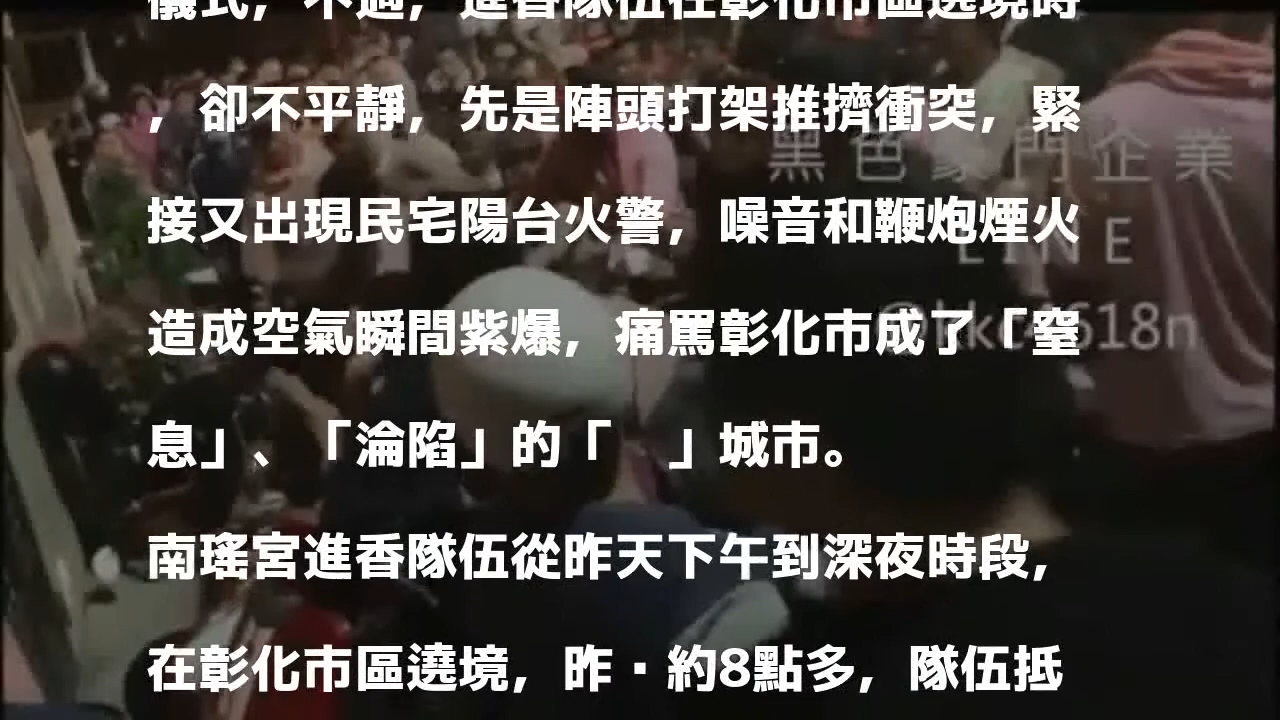 儀式，不過，進香隊伍在彰化市區遶境時
，卻不平靜，先是陣頭打架推擠衝突，緊
黑色豪門企業
接又出現民宅陽台火警，噪音和鞭炮煙火
LINE
造成空氣瞬間紫爆，痛罵彰化市成了「窒
息」、「淪陷」的「　」城市。
南瑤宮進香隊伍從昨天下午到深夜時段，
在彰化市區遶境，昨·約8點多，隊伍抵